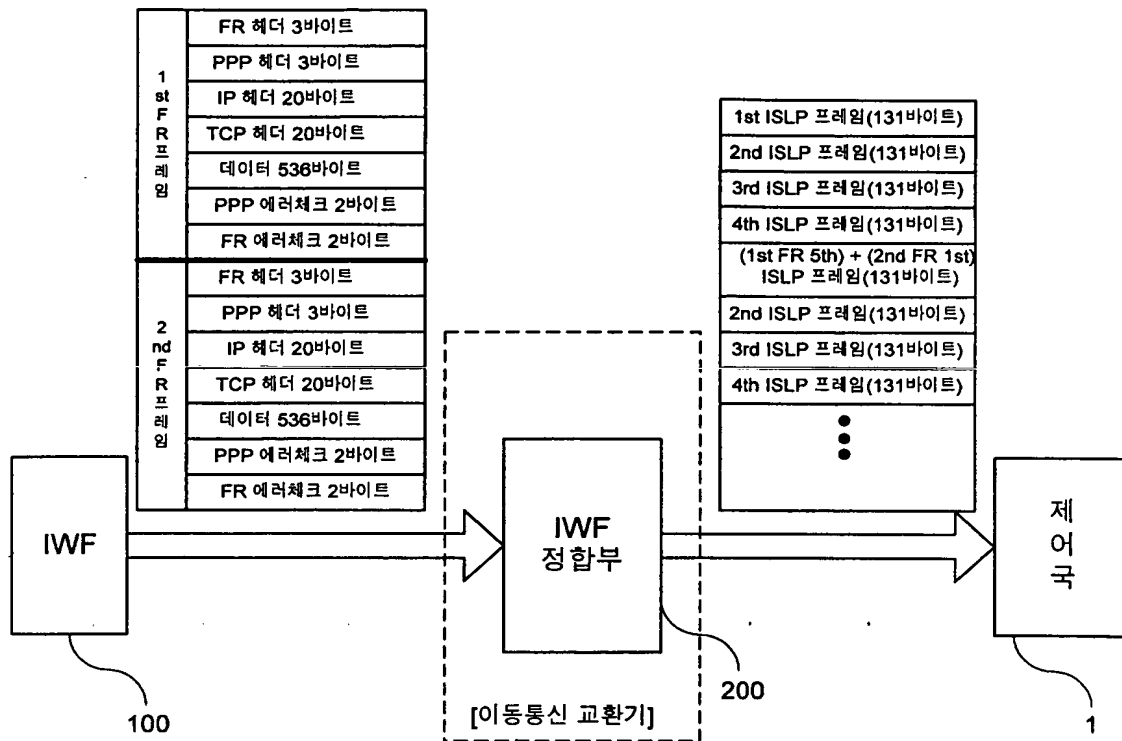 1
st
F
R
프
레
임
FR 헤더 3바이트
PPP 헤더 3바이트
IP 헤더 20바이트
TCP 헤더 20바이트
데이터 536바이트
PPP 에러체크 2바이트
FR 에러체크 2바이트
2
nd
F
R
프
레
임
FR 헤더 3바이트
PPP 헤더 3바이트
IP 헤더 20바이트
TCP 헤더 20바이트
데이터 536바이트
PPP 에러체크 2바이트
FR 에러체크 2바이트
1st ISLP 프레임(131바이트)
2nd ISLP 프레임(131바이트)
3rd ISLP 프레임(131바이트)
4th ISLP 프레임(131바이트)
(1st FR 5th) + (2nd FR 1st)
ISLP 프레임(131바이트)
2nd ISLP 프레임(131바이트)
3rd ISLP 프레임(131바이트)
4th ISLP 프레임(131바이트)
IWF
IWF
정합부
제
어
국
100
[이동통신 교환기]
200
1